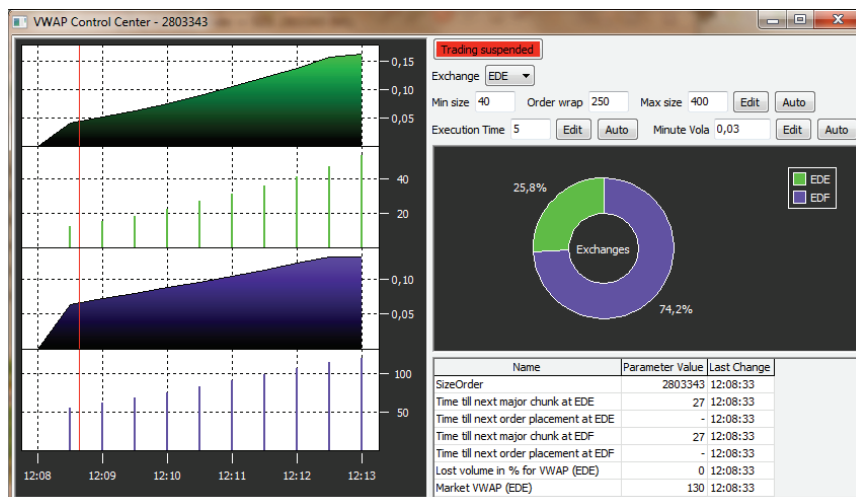 VWAP Control Center - 2803343
0,15
0,10
0,05
40
20
0,10
0,05
100
50
12:08 12:09 12:10 12:11 12:12 12:13
Trading suspended
Exchange EDE
Min size 40 Order wrap 250 Max size 400 Edit Auto
Execution Time 5 Edit Auto Minute Vola 0,03 Edit Auto
25,8%
EDE
EDF
Exchanges
74,2%
Name Parameter Value Last Change
SizeOrder 2803343 12:08:33
Time till next major chunk at EDE 27 12:08:33
Time till next order placement at EDE - 12:08:33
Time till next major chunk at EDF 27 12:08:33
Time till next order placement at EDF - 12:08:33
Lost volume in % for VWAP (EDE) 0 12:08:33
Market VWAP (EDE) 130 12:08:33